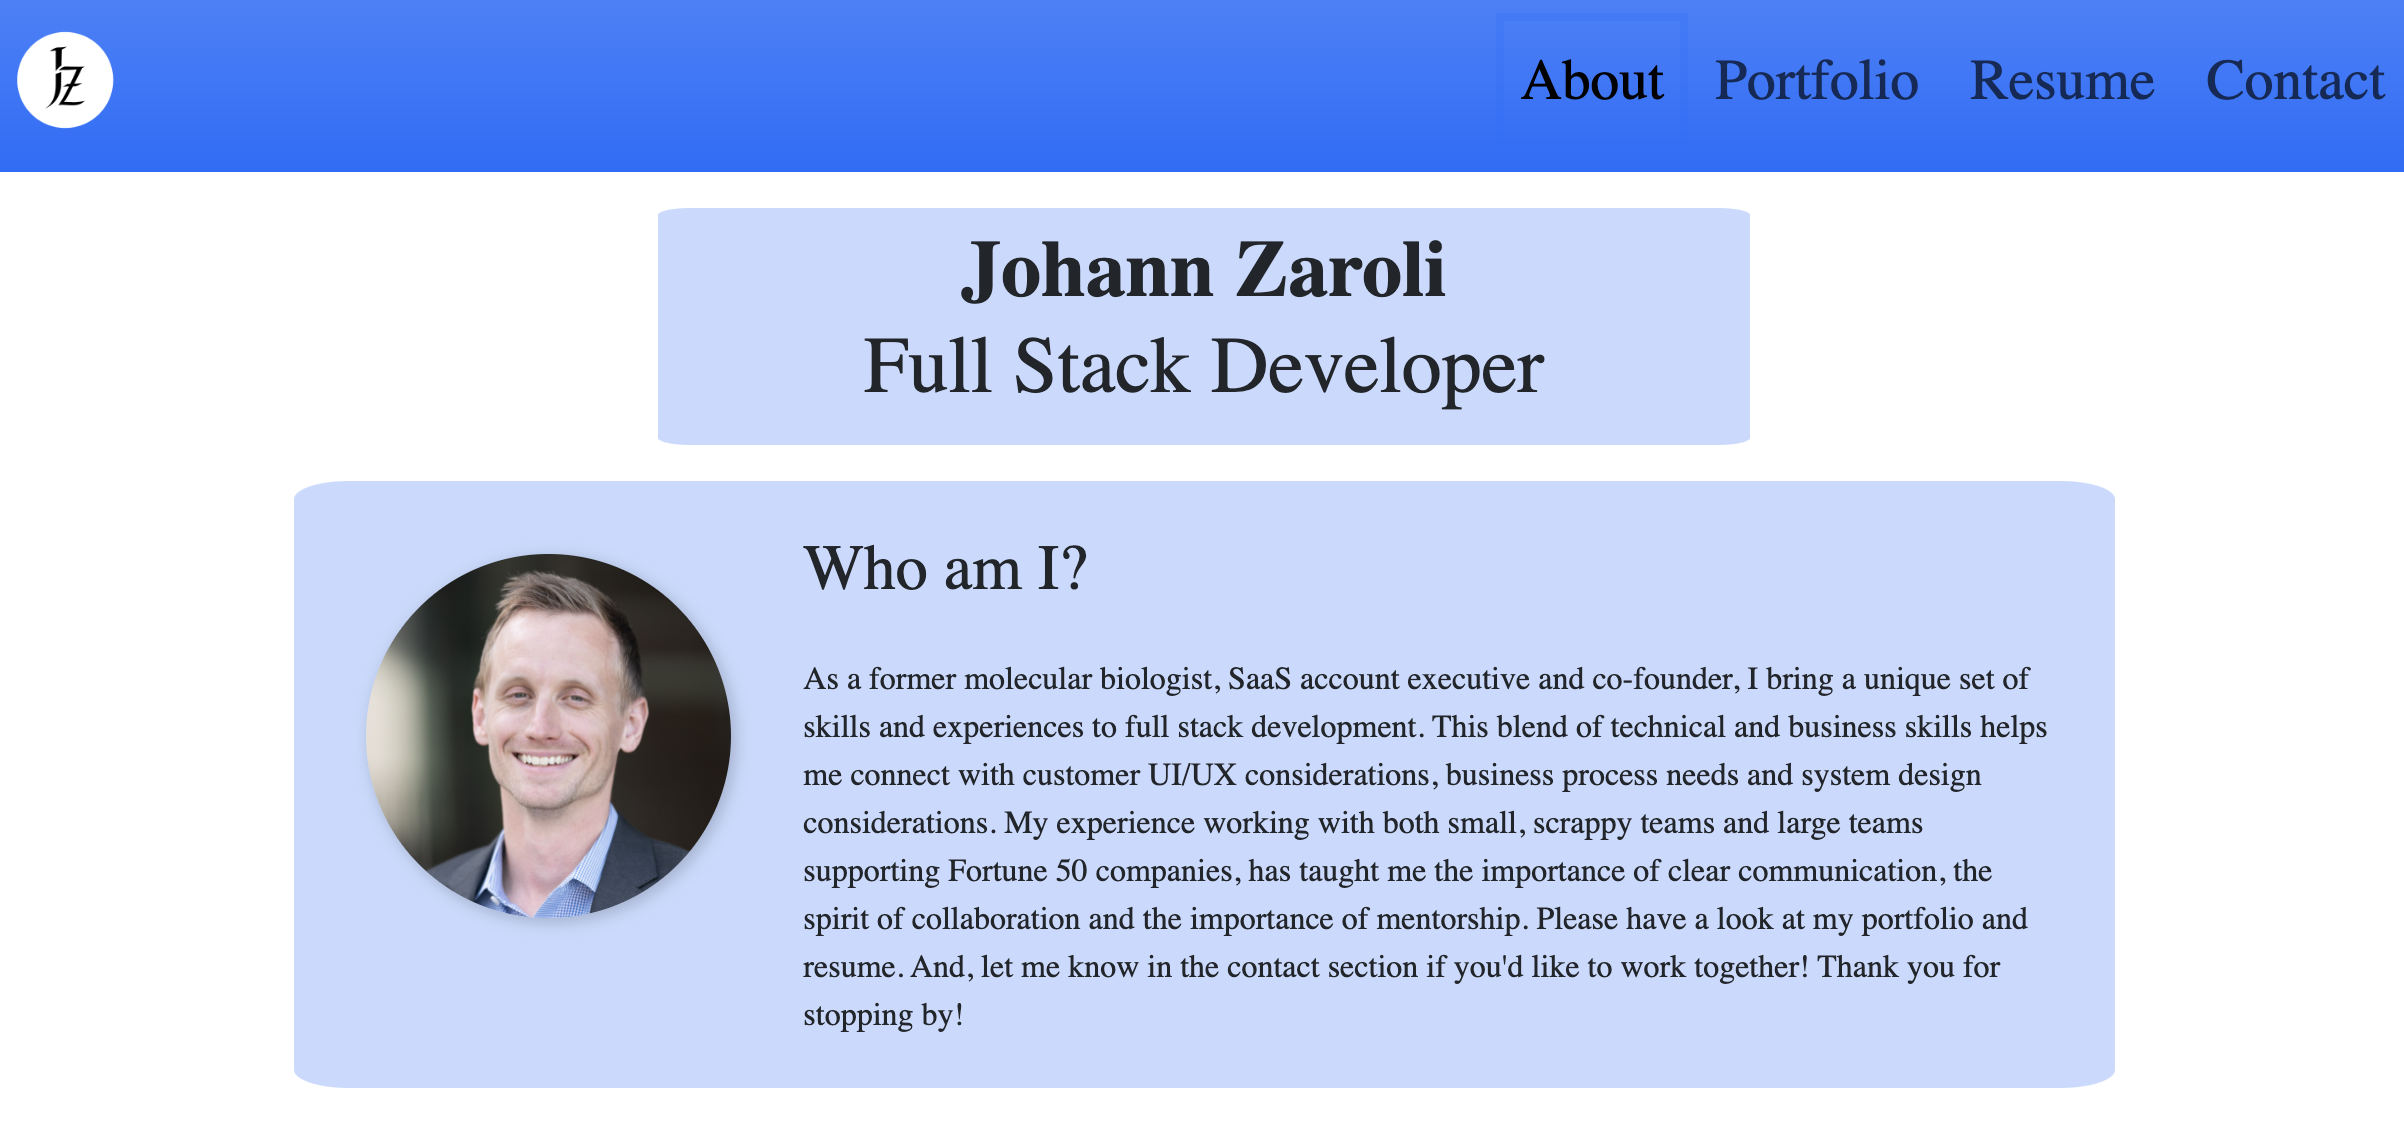 JZ
About Portfolio Resume Contact
Johann Zaroli
Full Stack Developer
Who am I?
As a former molecular biologist, SaaS account executive and co-founder, I bring a unique set of
skills and experiences to full stack development. This blend of technical and business skills helps
me connect with customer UI/UX considerations, business process needs and system design
considerations. My experience working with both small, scrappy teams and large teams
supporting Fortune 50 companies, has taught me the importance of clear communication, the
spirit of collaboration and the importance of mentorship. Please have a look at my portfolio and
resume. And, let me know in the contact section if you'd like to work together! Thank you for
stopping by!